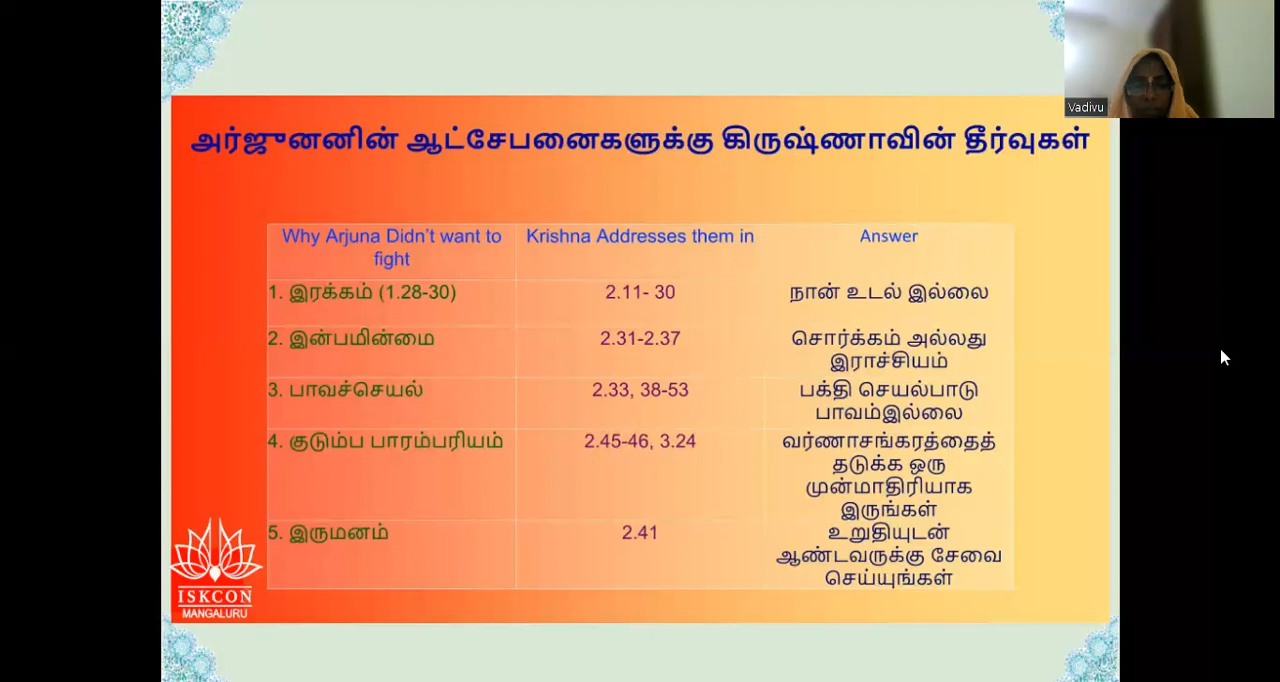 Vadivu
அர்ஜுனனின் ஆட்சேபனைகளுக்கு கிருஷ்ணாவின் தீர்வுகள்
Why Arjuna Didn't want to
fight
Krishna Addresses them in
Answer
1. இரக்கம் (1.28-30)
2.11- 30
நான் உடல் இல்லை
2. இன்பமின்மை
2.31-2.37
சொர்க்கம் அல்லது
இராச்சியம்
3. பாவச்செயல்
2.33, 38-53
பக்தி செயல்பாடு
பாவம்இல்லை
4. குடும்ப பாரம்பரியம்
2.45-46, 3.24
வர்ணாசங்கரத்தைத்
தடுக்க ஒரு
முன்மாதிரியாக
இருங்கள்
5. இருமனம்
2.41
உறுதியுடன்
ஆண்டவருக்கு சேவை
செய்யுங்கள்
ISKCON
MANGALURU